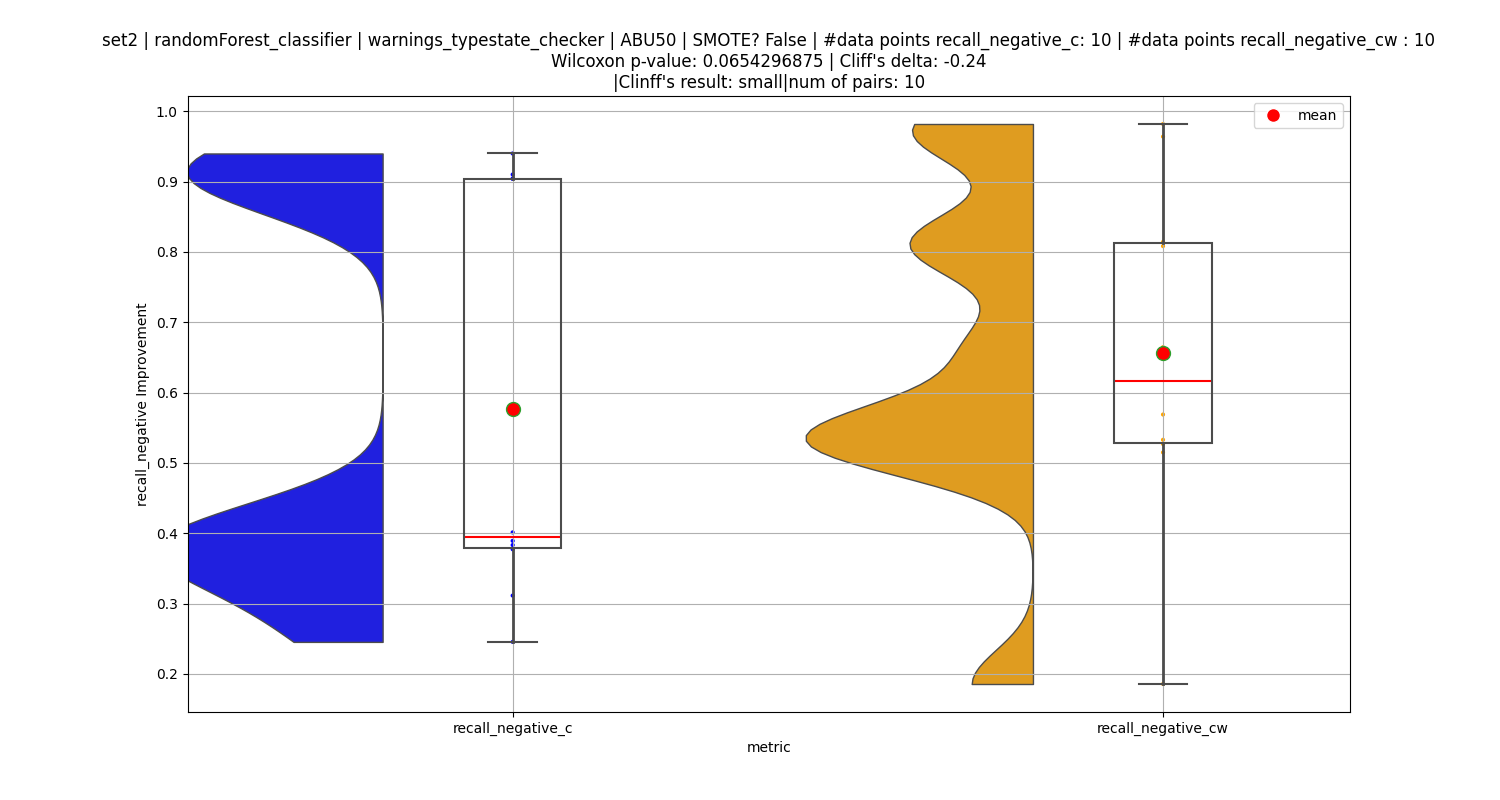 set2 | randomForest_classifier | warnings_typestate_checker | ABU50 | SMOTE? False | #data points recall_negative_c: 10 | #data points recall_negative_cw : 10
Wilcoxon p-value: 0.0654296875 | Cliff's delta: -0.24
|Clinff's result: small|num of pairs: 10
mean
1.0
0.9
0.8
0.7
0.6
0.5
0.4
0.3
0.2
recall_negative Improvement
recall_negative_c
recall_negative_cw
metric